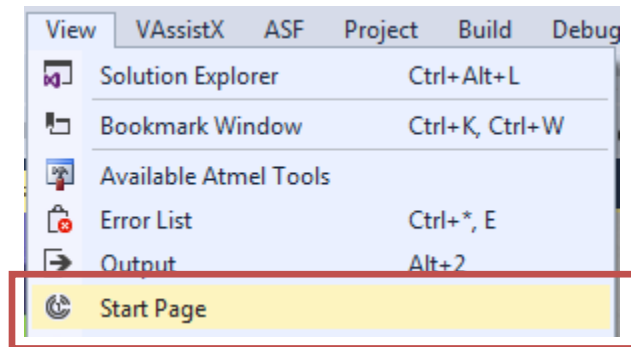 View VAssistX ASF Project Build Debug
Solution Explorer Ctrl+Alt+L
Bookmark Window Ctrl+K, Ctrl+W
Available Atmel Tools
Error List Ctrl+*, E
Output Alt+2
Start Page